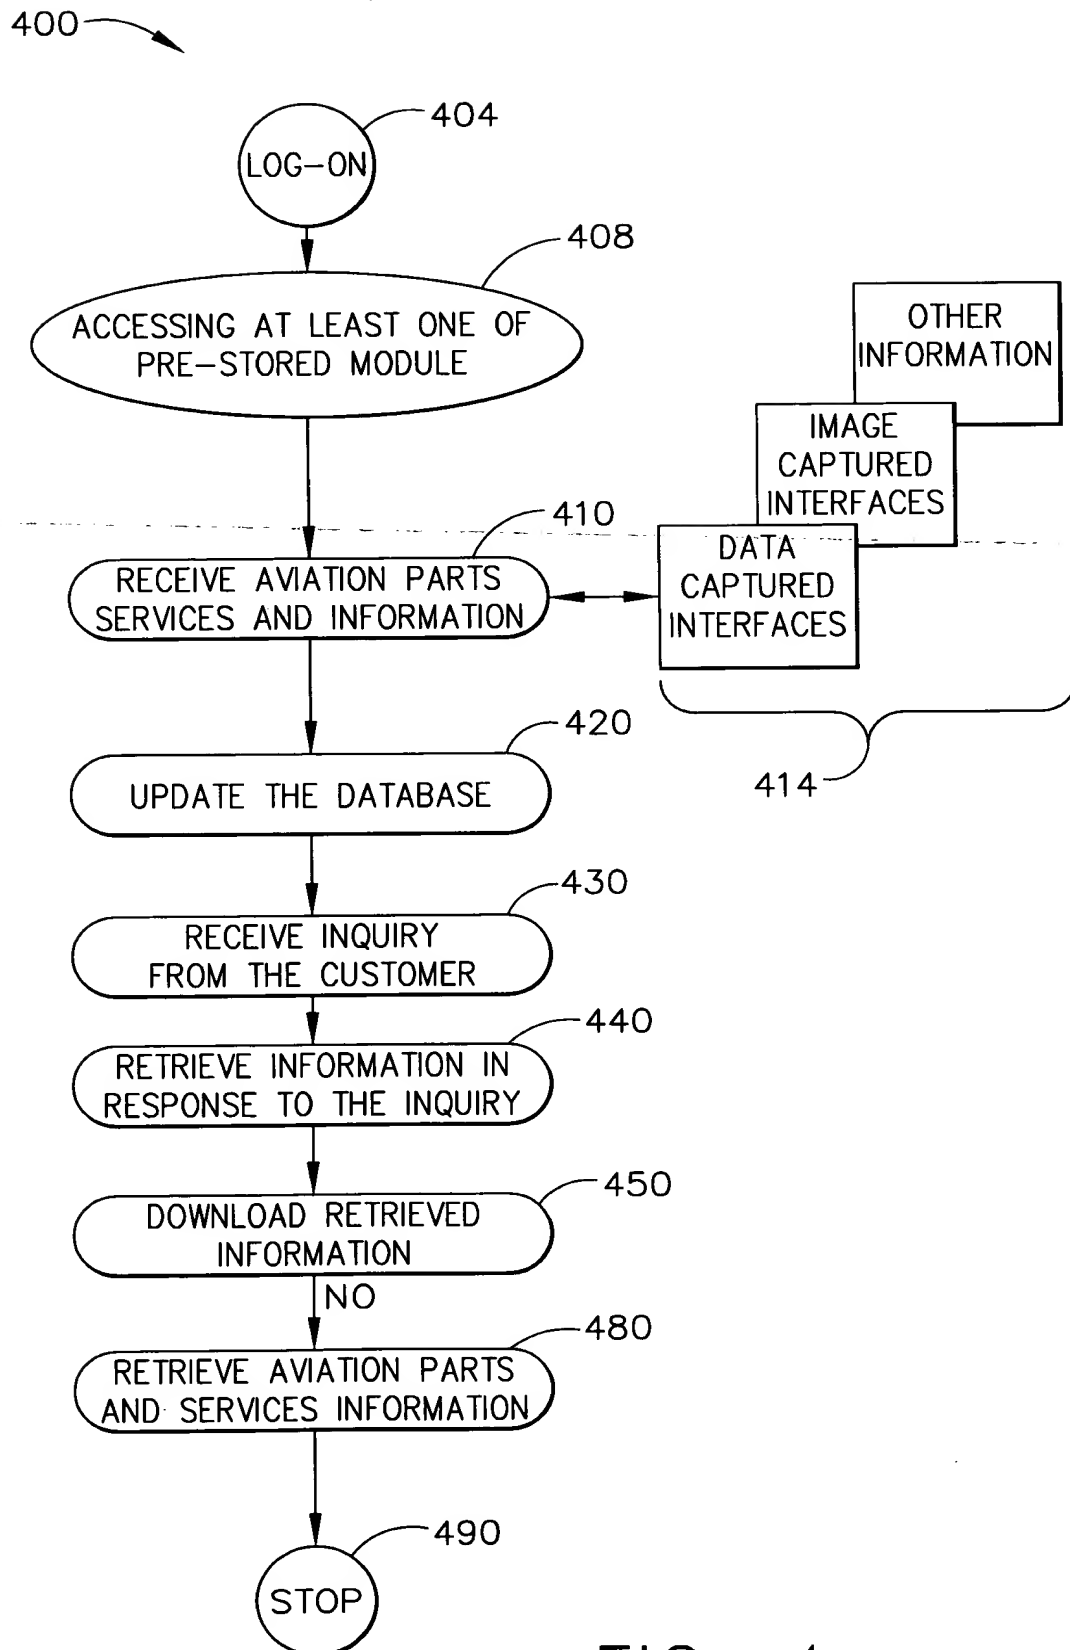 400
404
LOG-ON
408
ACCESSING AT LEAST ONE OF
PRE-STORED MODULE
OTHER
INFORMATION
IMAGE
CAPTURED
INTERFACES
410
DATA
CAPTURED
INTERFACES
RECEIVE AVIATION PARTS
SERVICES AND INFORMATION
414
420
UPDATE THE DATABASE
430
RECEIVE INQUIRY
FROM THE CUSTOMER
440
RETRIEVE INFORMATION IN
RESPONSE TO THE INQUIRY
450
DOWNLOAD RETRIEVED
INFORMATION
NO
480
RETRIEVE AVIATION PARTS
AND SERVICES INFORMATION
490
STOP